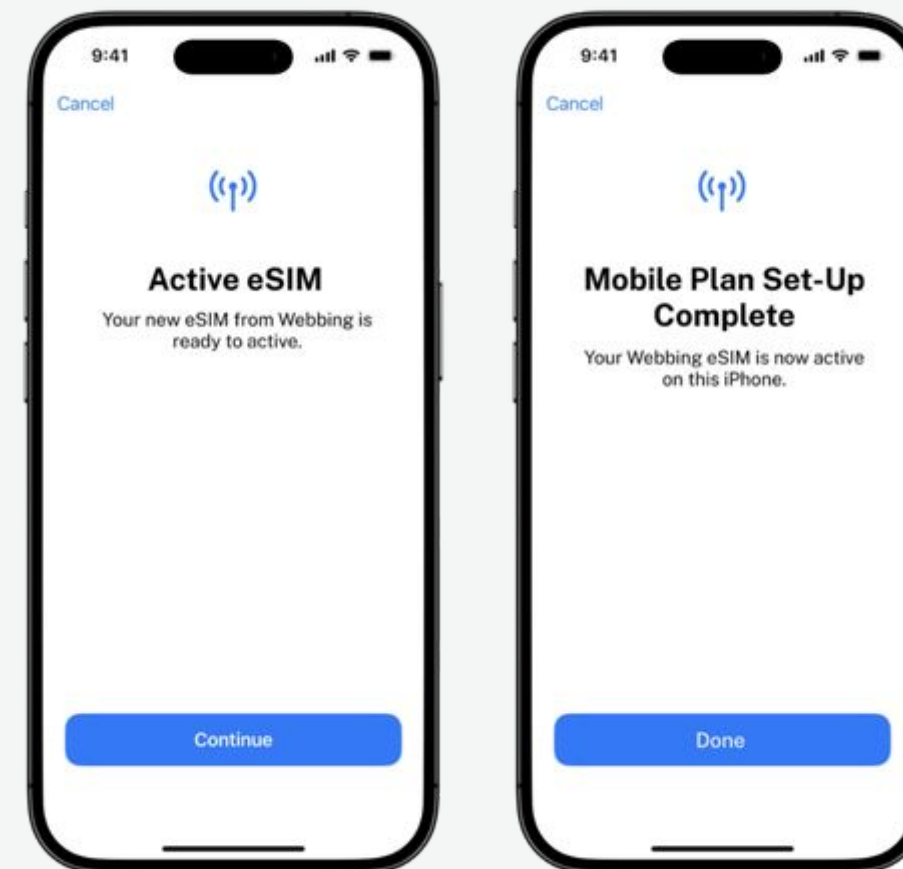 9:41
Cancel
Active eSIM
Your new eSIM from Webbing is
ready to active.
Continue
9:41
Cancel
Mobile Plan Set-Up
Complete
Your Webbing eSIM is now active
on this iPhone.
Done